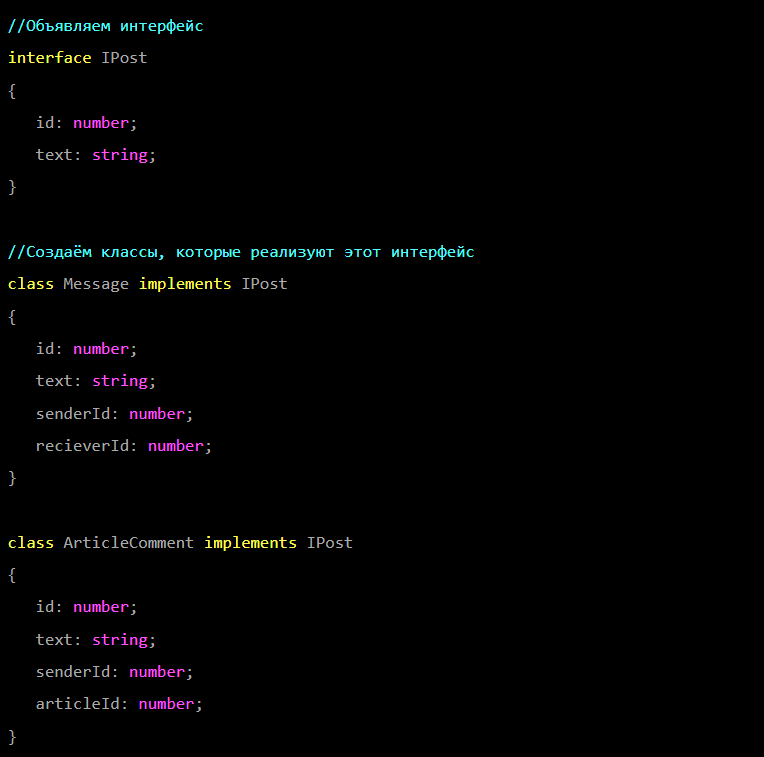 //Объявляем интерфейс
interface IPost
{
id: number;
text: string;
}
//Создаём классы, которые реализуют этот интерфейс
class Message implements IPost
{
id: number;
text: string;
senderId: number;
recieverId: number;
}
class ArticleComment implements IPost
{
id: number;
text: string;
senderId: number;
articleId: number;
}